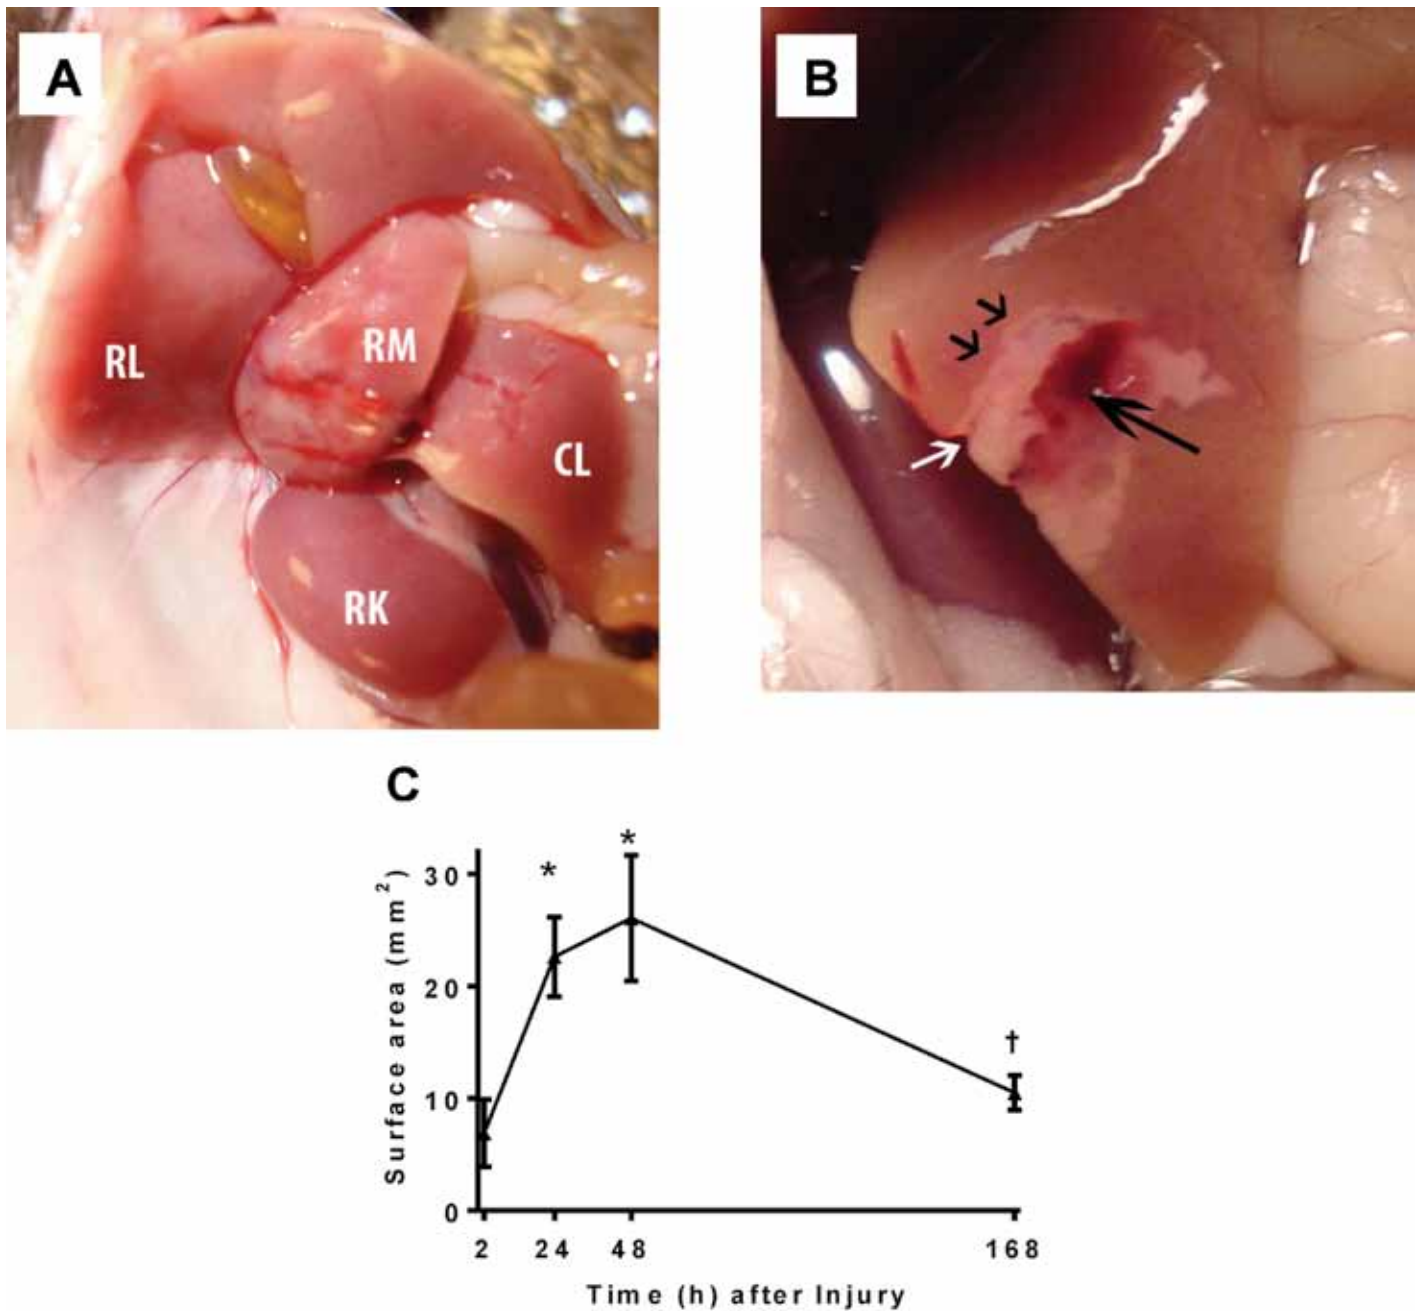 A
B
RL
RM
CL
RK
C
*
*
†
30
20
10
0
Surface area (mm²)
2 24 48 168
Time (h) after Injury